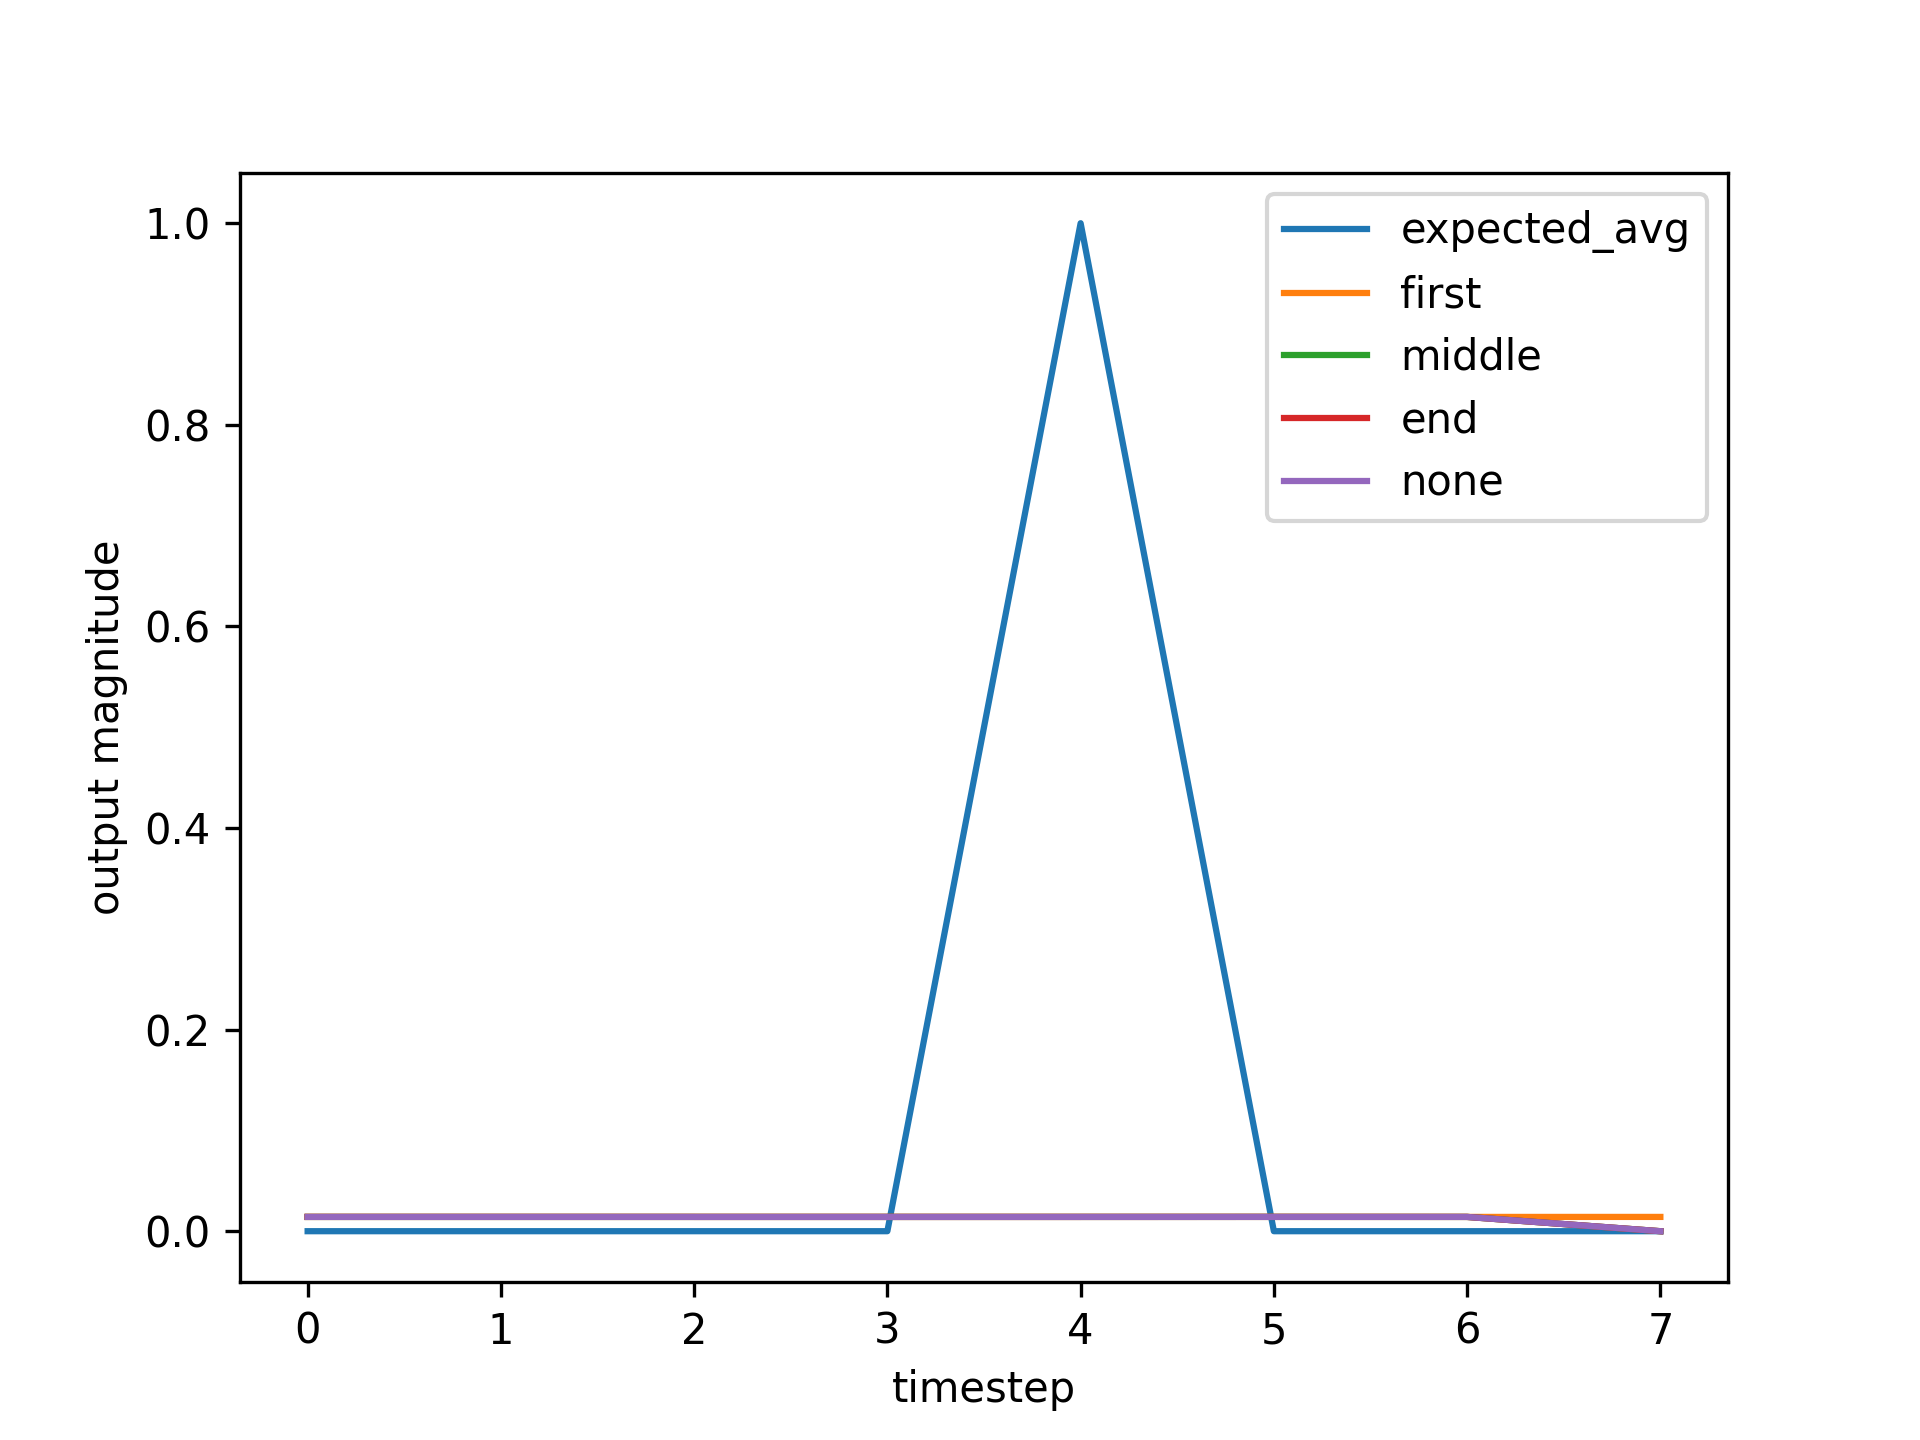 expected_avg
first
middle
end
none
output magnitude
1.0
0.8
0.6
0.4
0.2
0.0
0 1 2 3 4 5 6 7
timestep